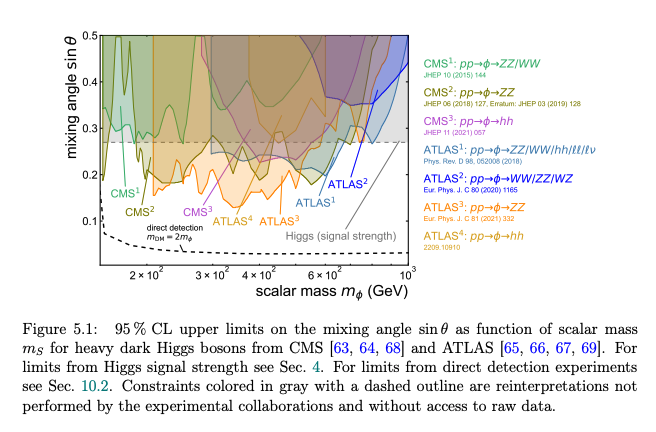 mixing angle sin θ
0.5
0.4
0.3
0.2
0.1
CMS¹
CMS²
CMS³
ATLAS⁴
ATLAS³
ATLAS¹
ATLAS²
direct detection
m_DM = 2m_ϕ
Higgs (signal strength)
2 × 10²
3 × 10²
4 × 10²
6 × 10²
10³
scalar mass m_ϕ (GeV)
CMS¹: pp→ϕ→ZZ/WW
JHEP 10 (2015) 144
CMS²: pp→ϕ→ZZ
JHEP 06 (2018) 127, Erratum: JHEP 03 (2019) 128
CMS³: pp→ϕ→hh
JHEP 11 (2021) 057
ATLAS¹: pp→ϕ→ZZ/WW/hh/ℓℓ/ℓν
Phys. Rev. D 98, 052008 (2018)
ATLAS²: pp→ϕ→WW/ZZ/WZ
Eur. Phys. J. C 80 (2020) 1165
ATLAS³: pp→ϕ→ZZ
Eur. Phys. J. C 81 (2021) 332
ATLAS⁴: pp→ϕ→hh
2209.10910
Figure 5.1: 95 % CL upper limits on the mixing angle sin θ as function of scalar mass
m_S for heavy dark Higgs bosons from CMS [63, 64, 68] and ATLAS [65, 66, 67, 69]. For
limits from Higgs signal strength see Sec. 4. For limits from direct detection experiments
see Sec. 10.2. Constraints colored in gray with a dashed outline are reinterpretations not
performed by the experimental collaborations and without access to raw data.